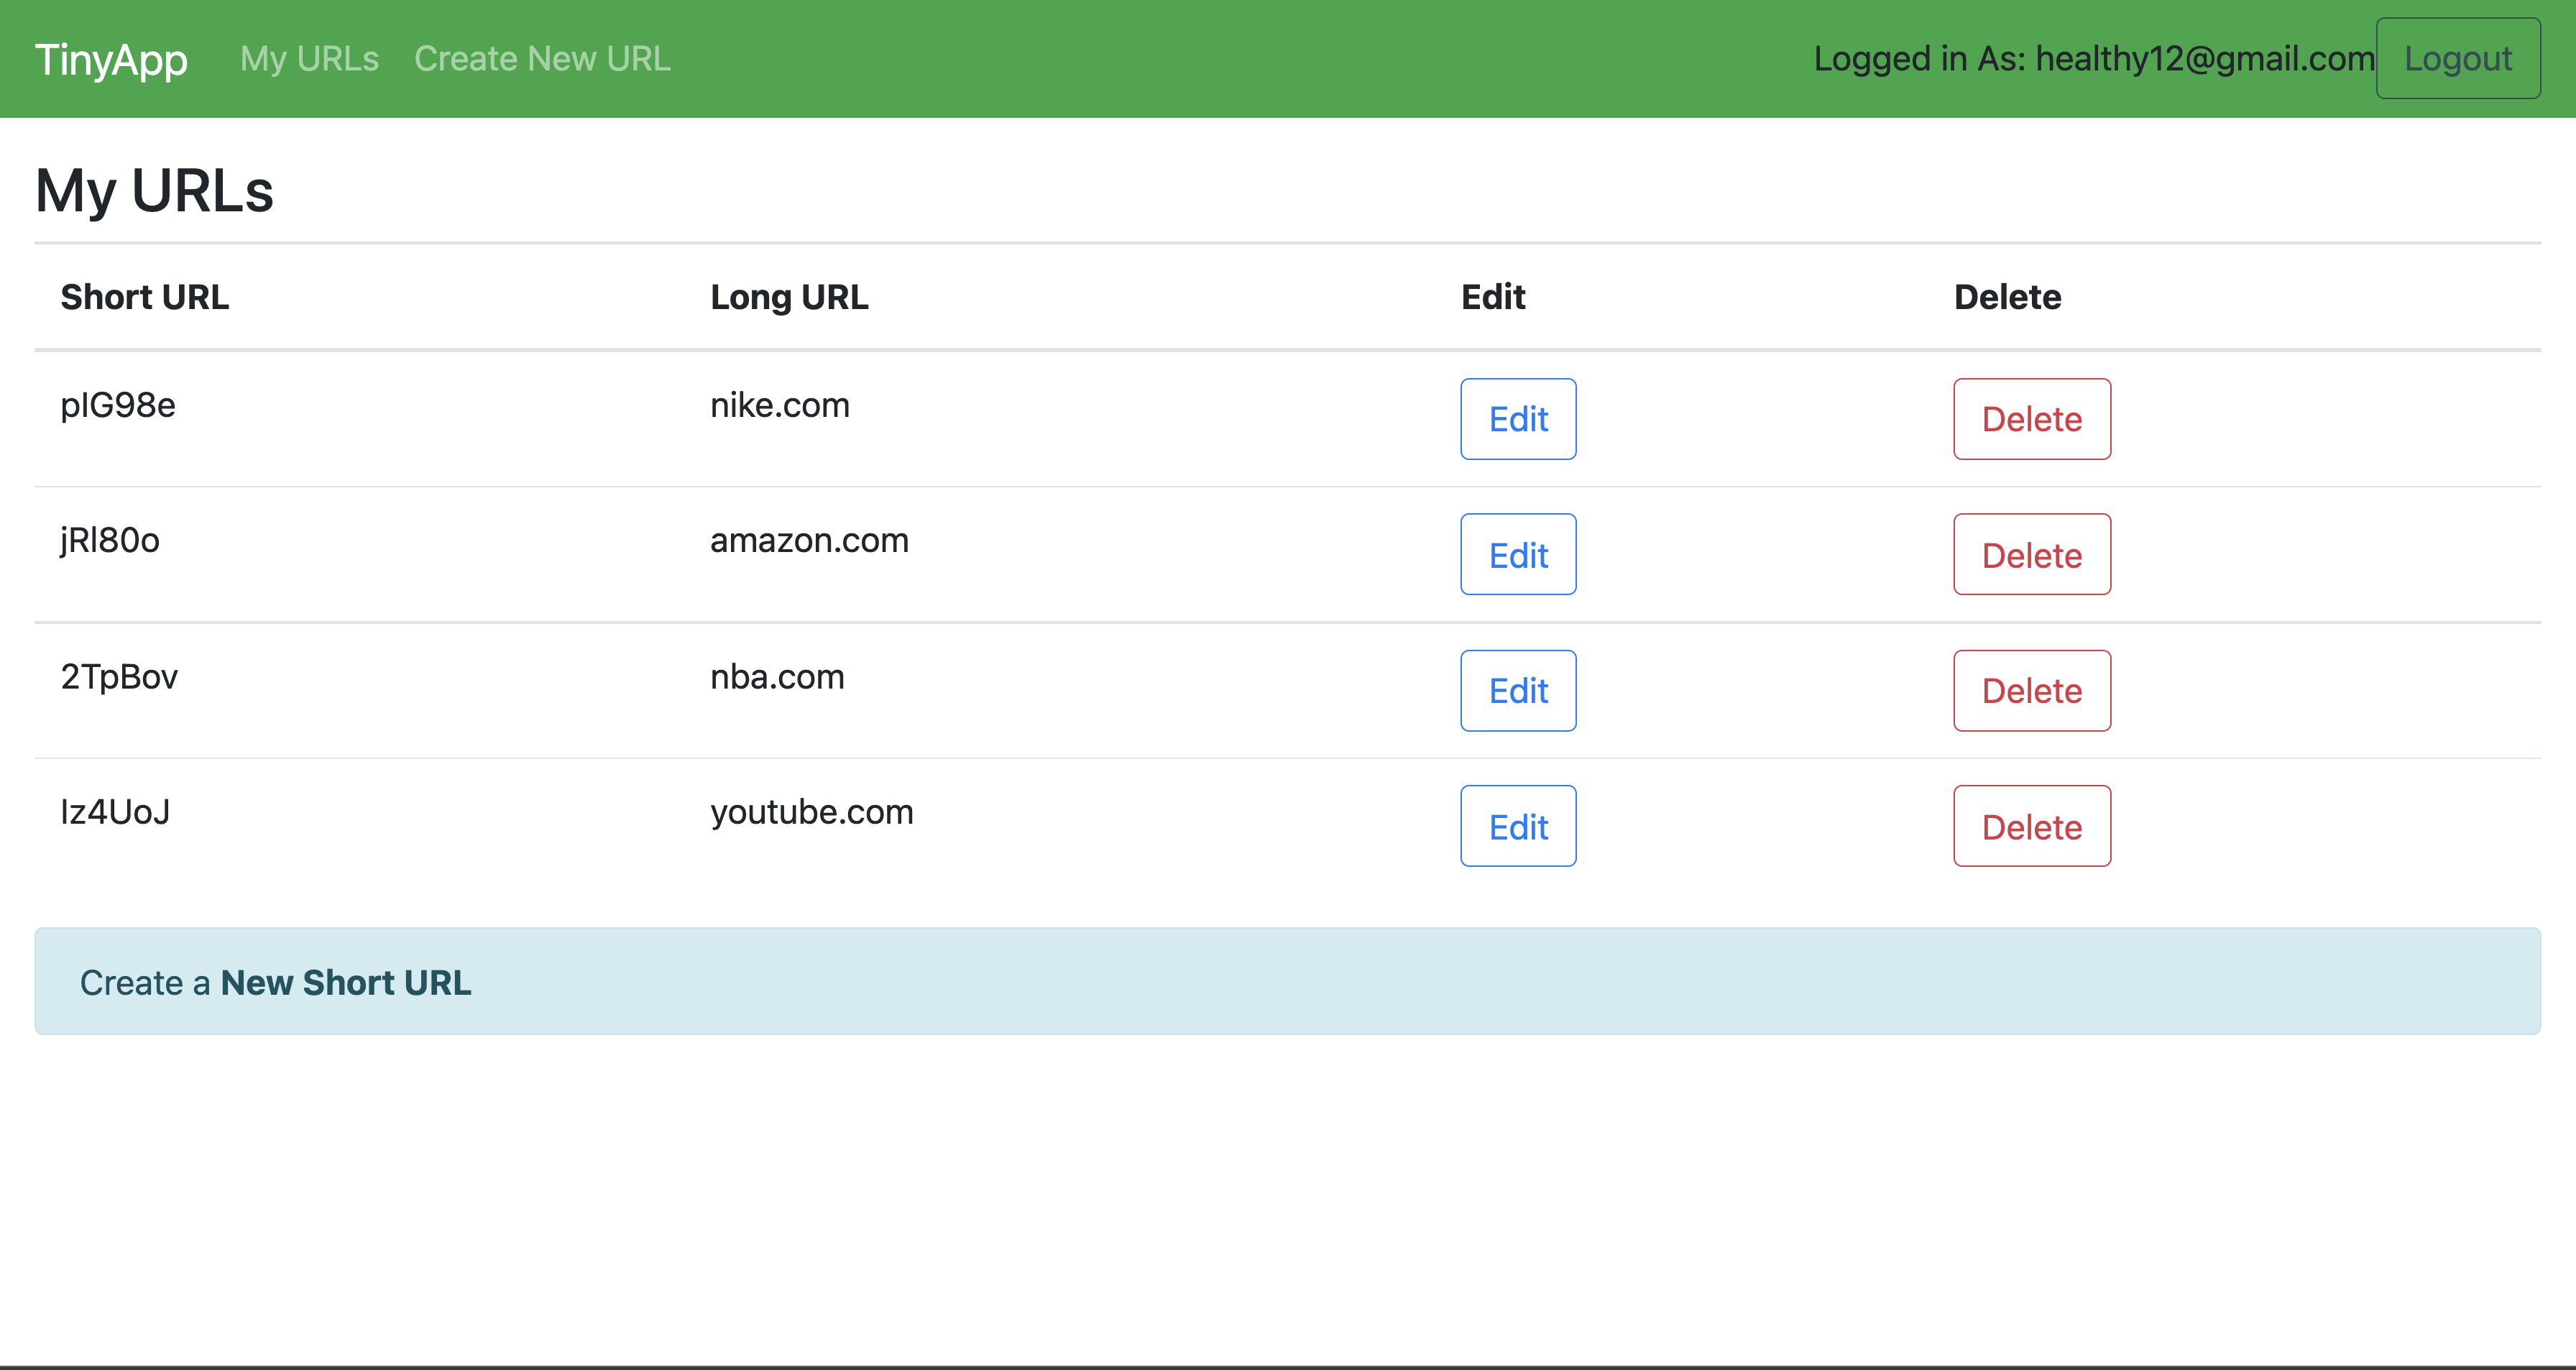 TinyApp My URLs Create New URL Logged in As: healthy12@gmail.com Logout
My URLs
Short URL Long URL Edit Delete
pIG98e nike.com Edit Delete
jRl80o amazon.com Edit Delete
2TpBov nba.com Edit Delete
Iz4UoJ youtube.com Edit Delete
Create a New Short URL